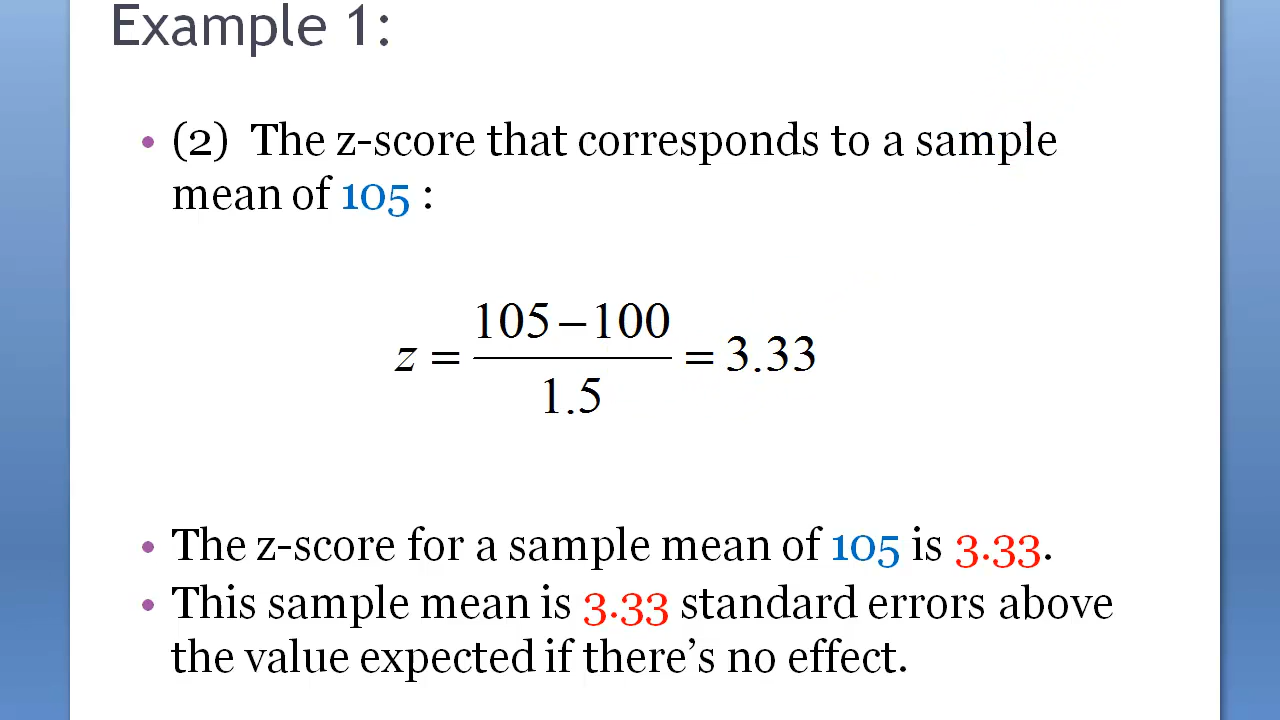 Example 1:
• (2)  The z-score that corresponds to a sample
mean of 105 :
z = (105 – 100) / 1.5 = 3.33
• The z-score for a sample mean of 105 is 3.33.
• This sample mean is 3.33 standard errors above
the value expected if there’s no effect.